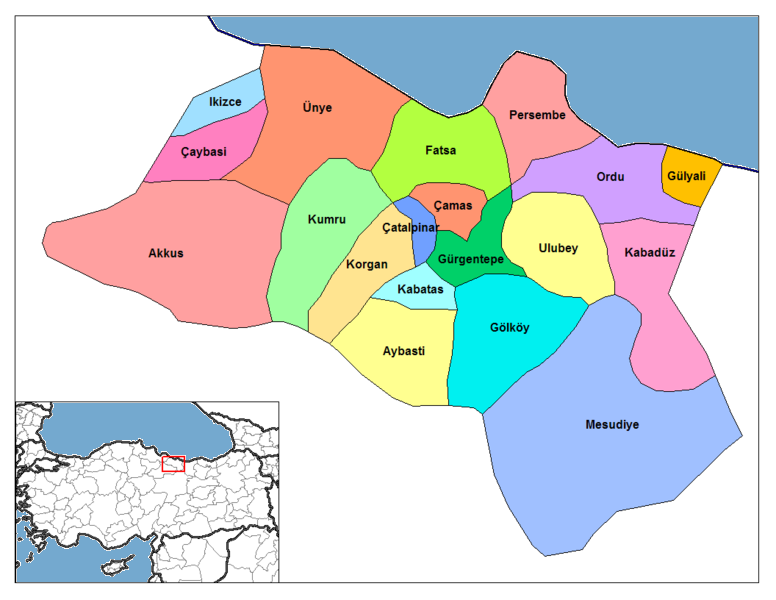 Ikizce
Ünye
Persembe
Çaybasi
Fatsa
Ordu
Gülyali
Çamas
Kumru
Çatalpinar
Ulubey
Akkus
Korgan
Gürgentepe
Kabadüz
Kabatas
Gölköy
Aybasti
Mesudiye